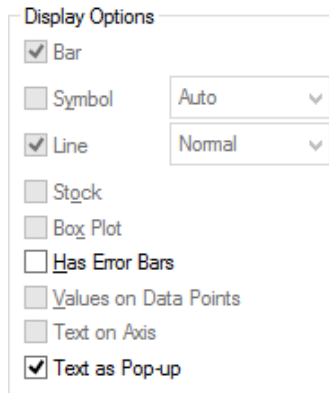 Display Options
Bar
Symbol Auto
Line Normal
Stock
Box Plot
Has Error Bars
Values on Data Points
Text on Axis
Text as Pop-up